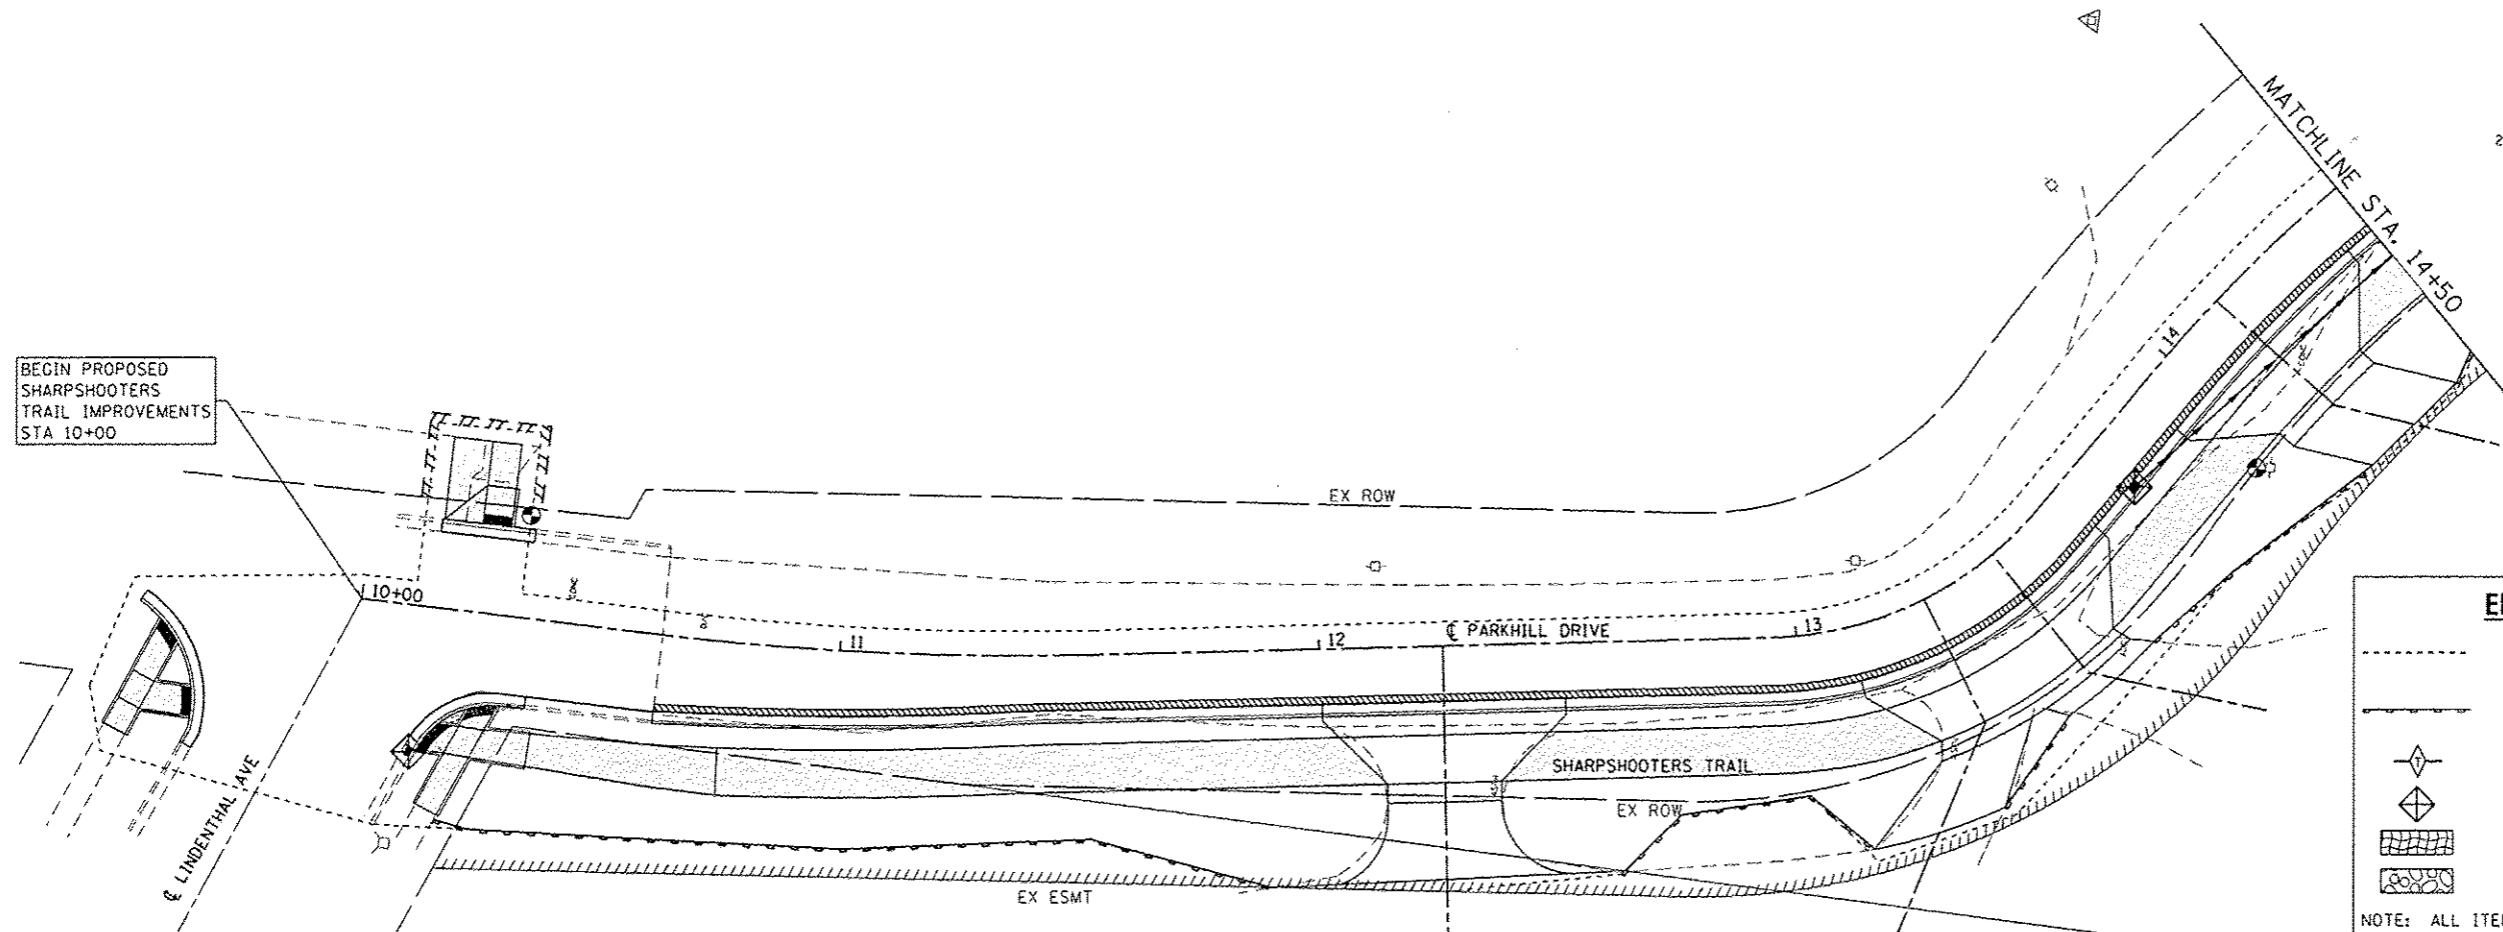 MATCHLINE STA. 14+50
BEGIN PROPOSED
SHARPSHOOTERS
TRAIL IMPROVEMENTS
STA 10+00
14
EX ROW
10+00
11
12
℄ PARKHILL DRIVE
13
SHARPSHOOTERS TRAIL
EX ROW
℄ LINDENTHAL AVE
EX ESMT
T
NOTE: ALL